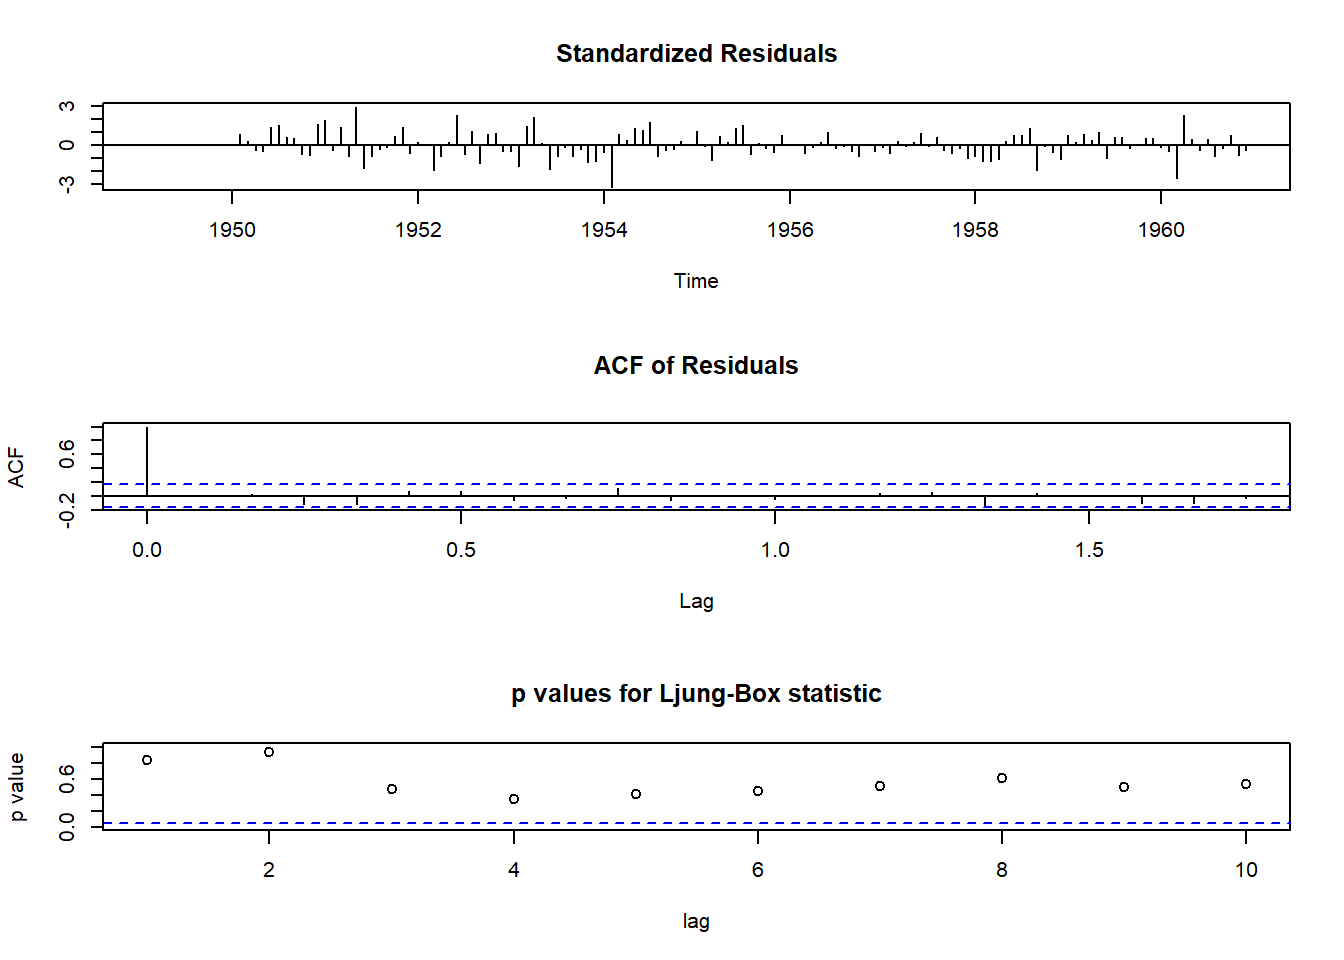 Standardized Residuals
3
0
-3
1950 1952 1954 1956 1958 1960
Time
ACF of Residuals
ACF
0.6
-0.2
0.0 0.5 1.0 1.5
Lag
p values for Ljung-Box statistic
p value
0.6
0.0
2 4 6 8 10
lag